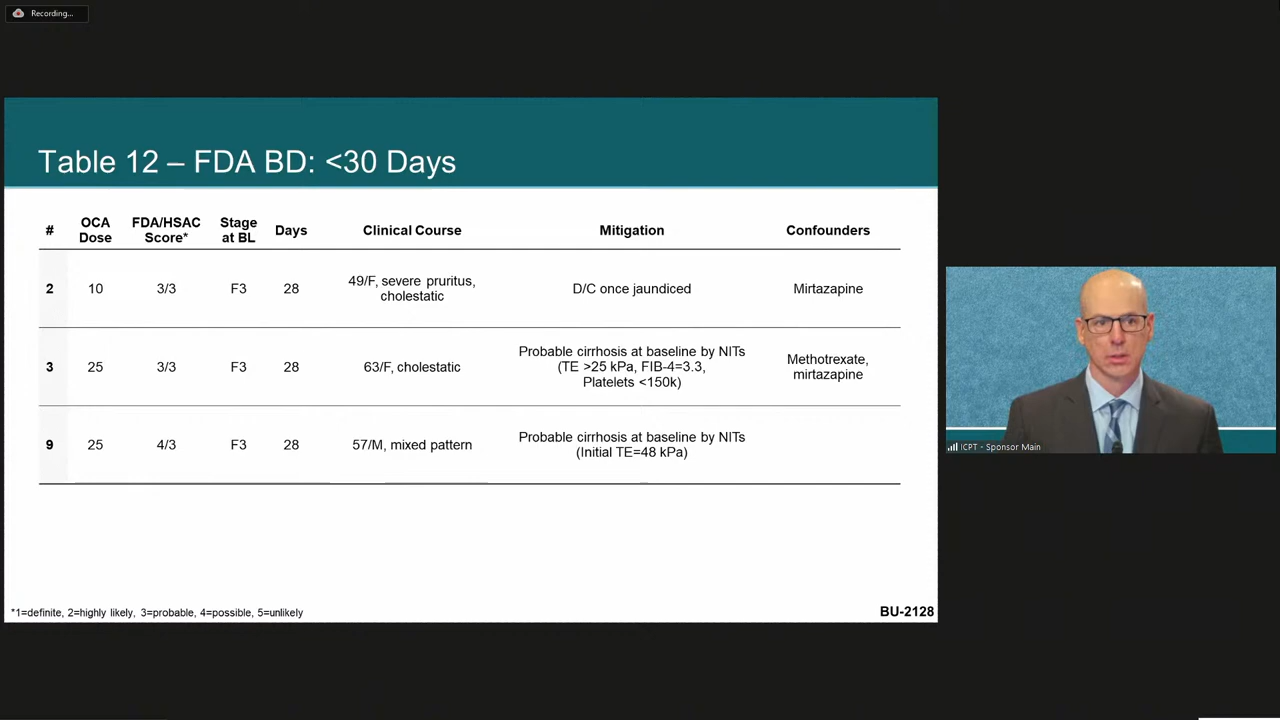 Recording...
Table 12 – FDA BD: <30 Days
# OCA Dose FDA/HSAC Score* Stage at BL Days Clinical Course Mitigation Confounders
2 10 3/3 F3 28 49/F, severe pruritus, cholestatic D/C once jaundiced Mirtazapine
3 25 3/3 F3 28 63/F, cholestatic Probable cirrhosis at baseline by NITs (TE >25 kPa, FIB-4=3.3, Platelets <150k) Methotrexate, mirtazapine
9 25 4/3 F3 28 57/M, mixed pattern Probable cirrhosis at baseline by NITs (Initial TE=48 kPa)
*1=definite, 2=highly likely, 3=probable, 4=possible, 5=unlikely
BU-2128
ICPT - Sponsor Main